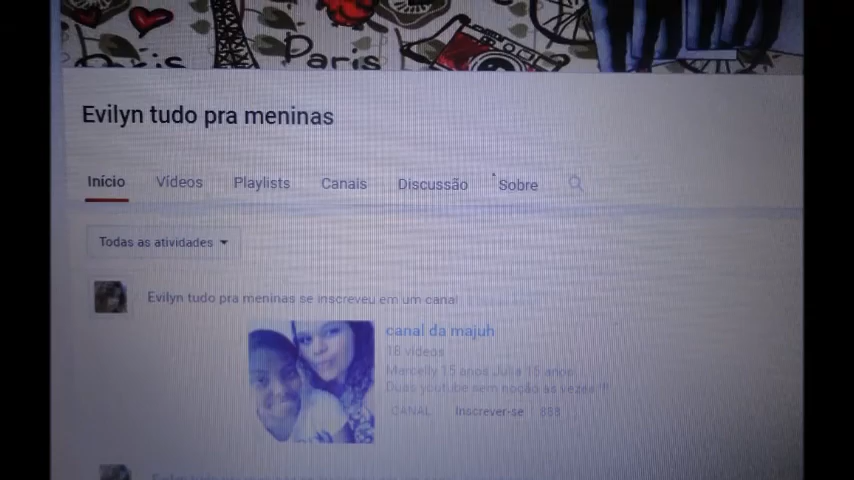 Paris
Evilyn tudo pra meninas
Início Vídeos Playlists Canais Discussão Sobre
Todas as atividades
Evilyn tudo pra meninas se inscreveu em um canal
canal da majuh
18 vídeos
Marcelly 15 anos Julia 15 anos
Duas youtube sem noção as vezes !!!
CANAL Inscrever-se 888